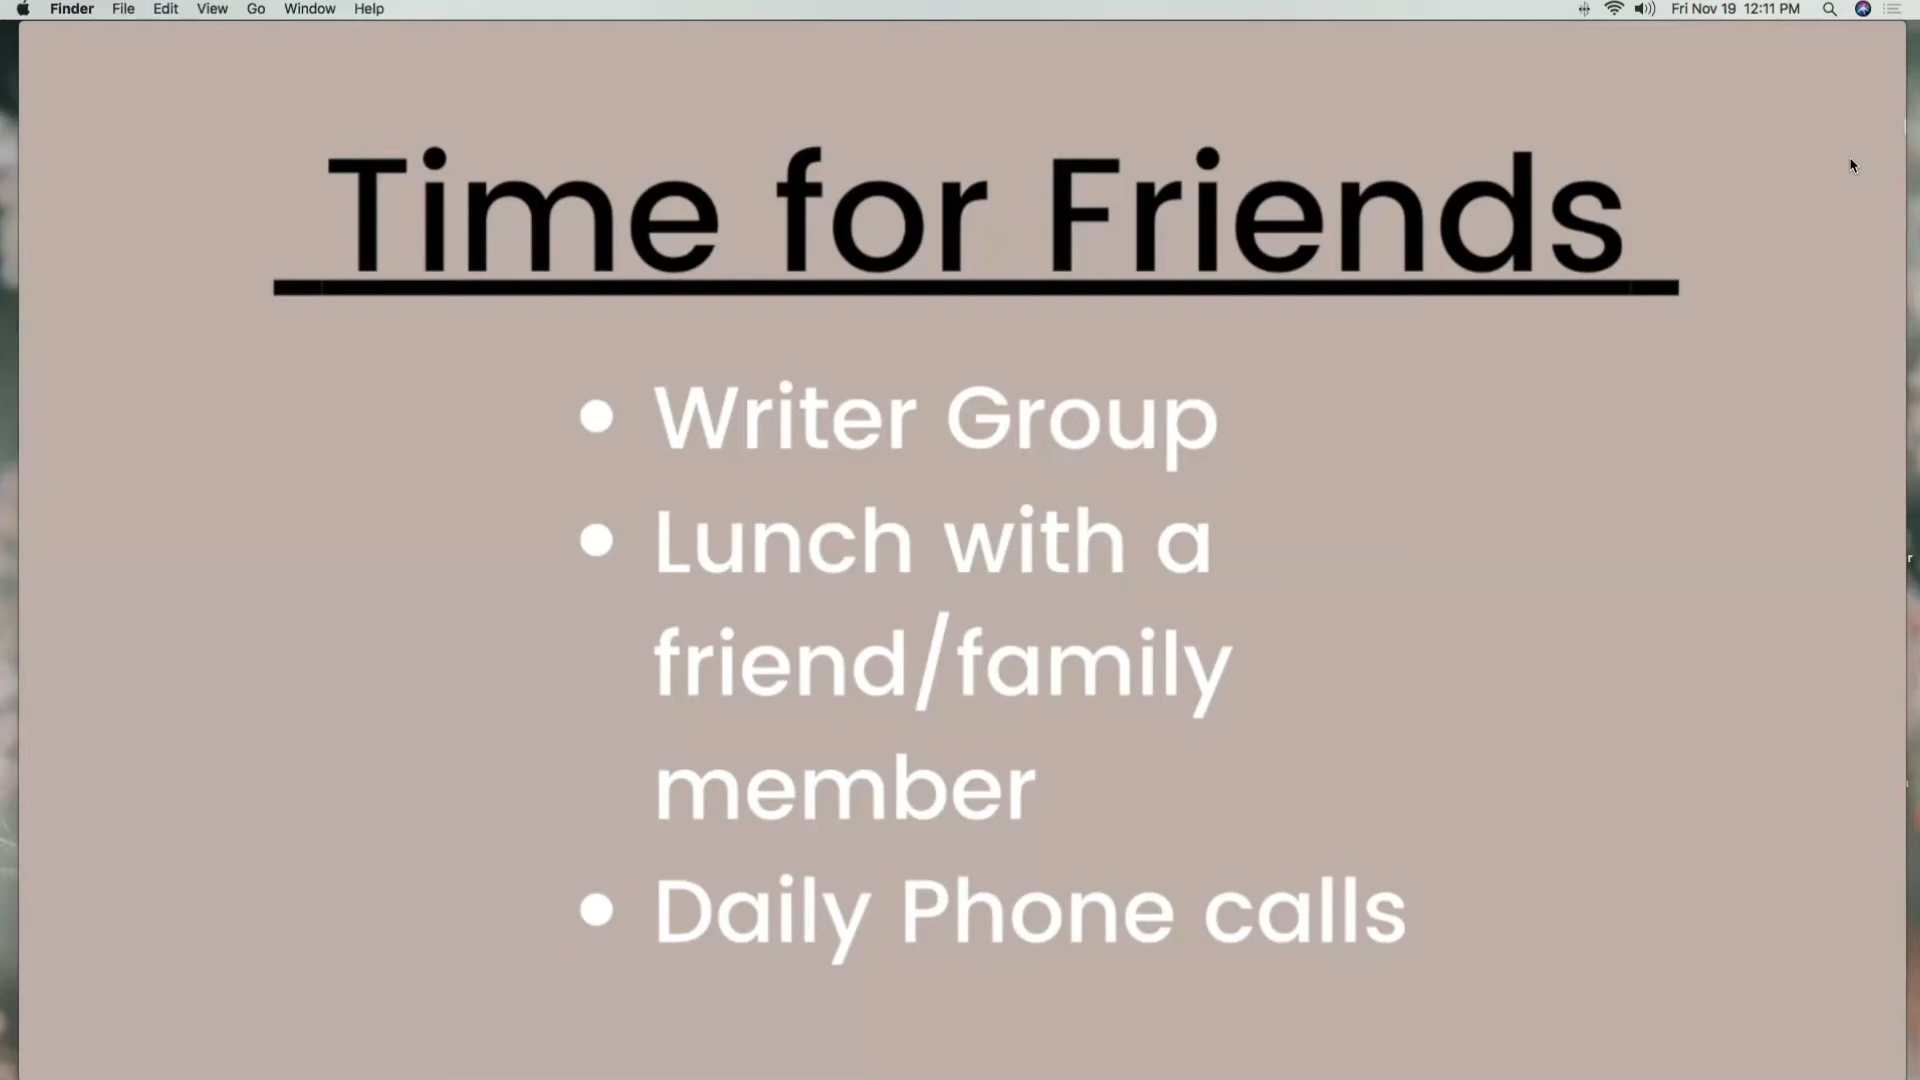 Finder File Edit View Go Window Help Fri Nov 19 12:11 PM
Time for Friends
• Writer Group
• Lunch with a
friend/family
member
• Daily Phone calls